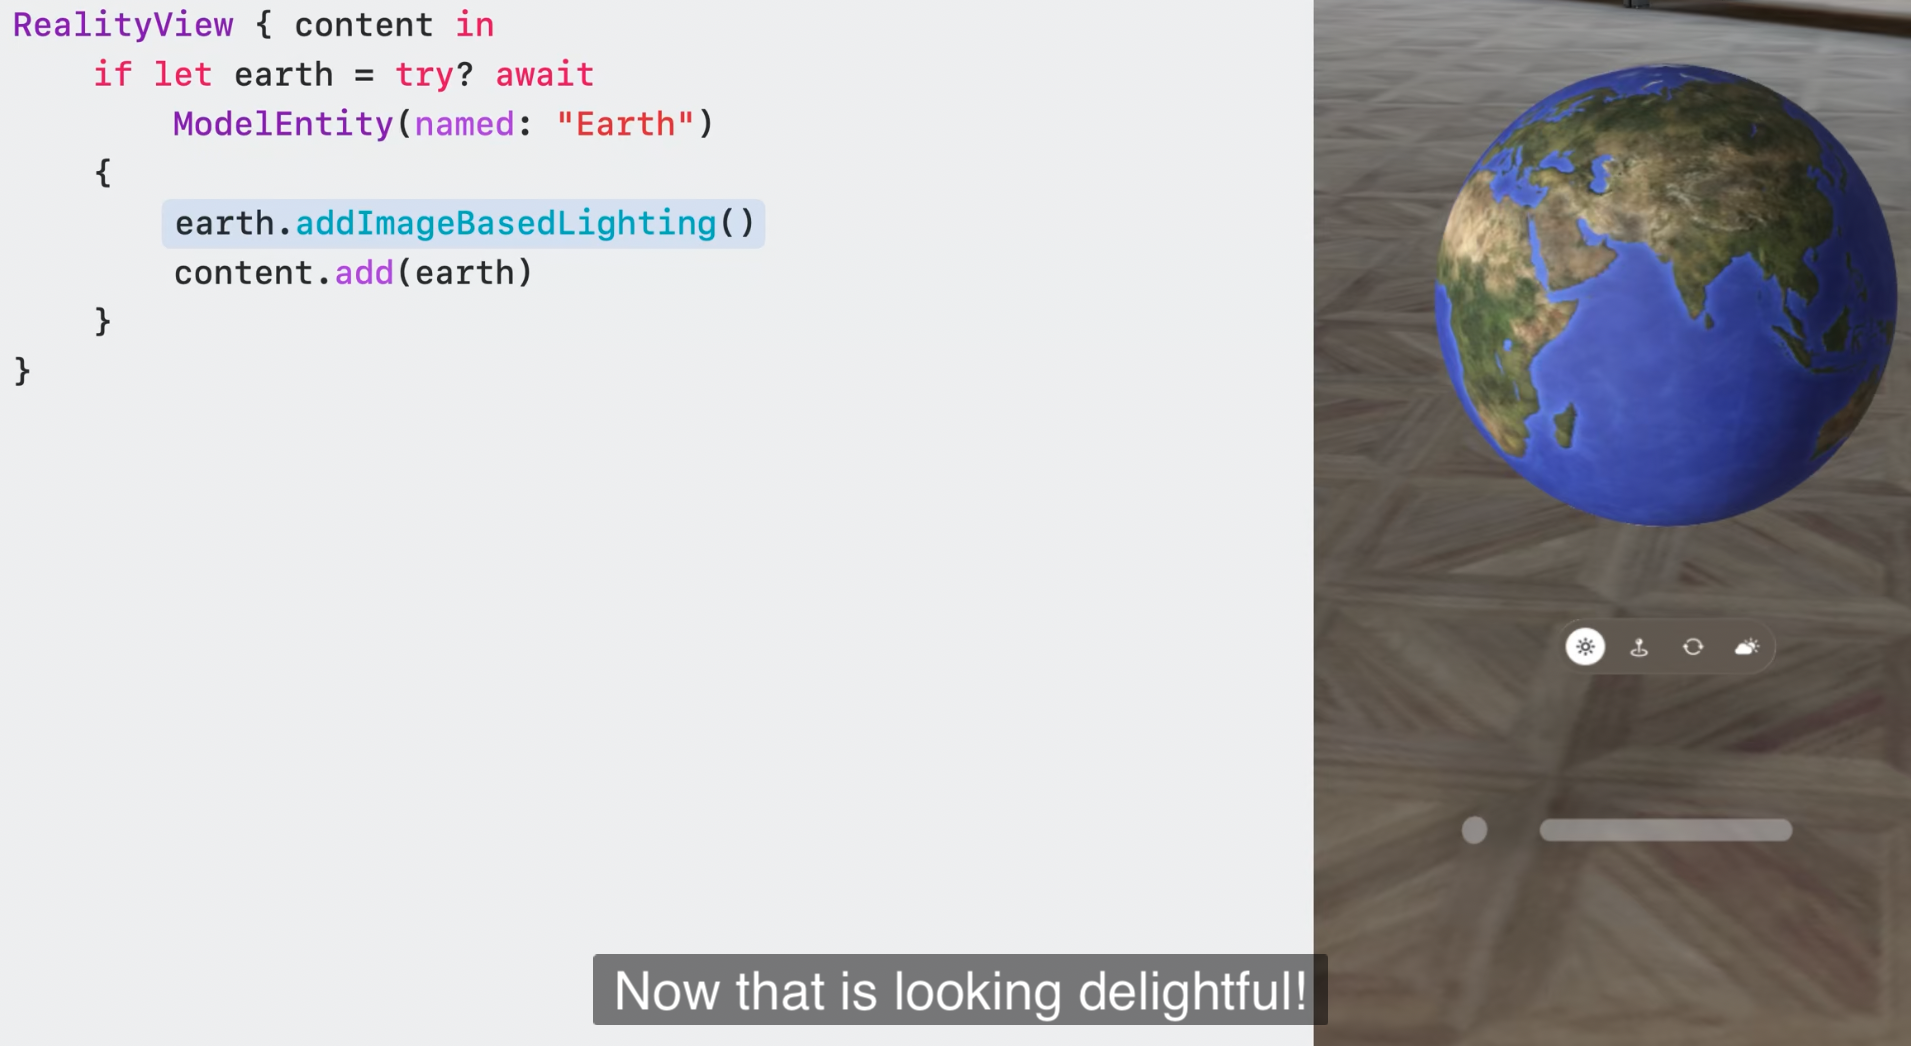 RealityView { content in
if let earth = try? await
ModelEntity(named: "Earth")
{
earth.addImageBasedLighting()
content.add(earth)
}
}
Now that is looking delightful!